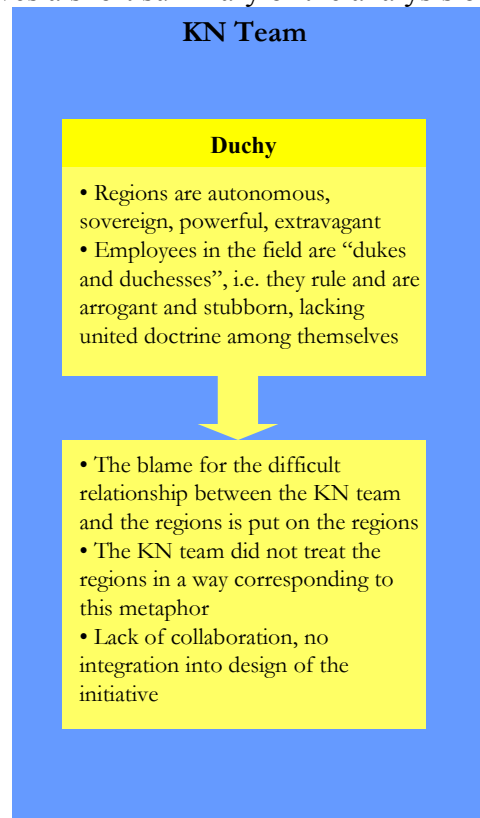 KN Team
Duchy
• Regions are autonomous,
sovereign, powerful, extravagant
• Employees in the field are “dukes
and duchesses”, i.e. they rule and are
arrogant and stubborn, lacking
united doctrine among themselves
• The blame for the difficult
relationship between the KN team
and the regions is put on the regions
• The KN team did not treat the
regions in a way corresponding to
this metaphor
• Lack of collaboration, no
integration into design of the
initiative